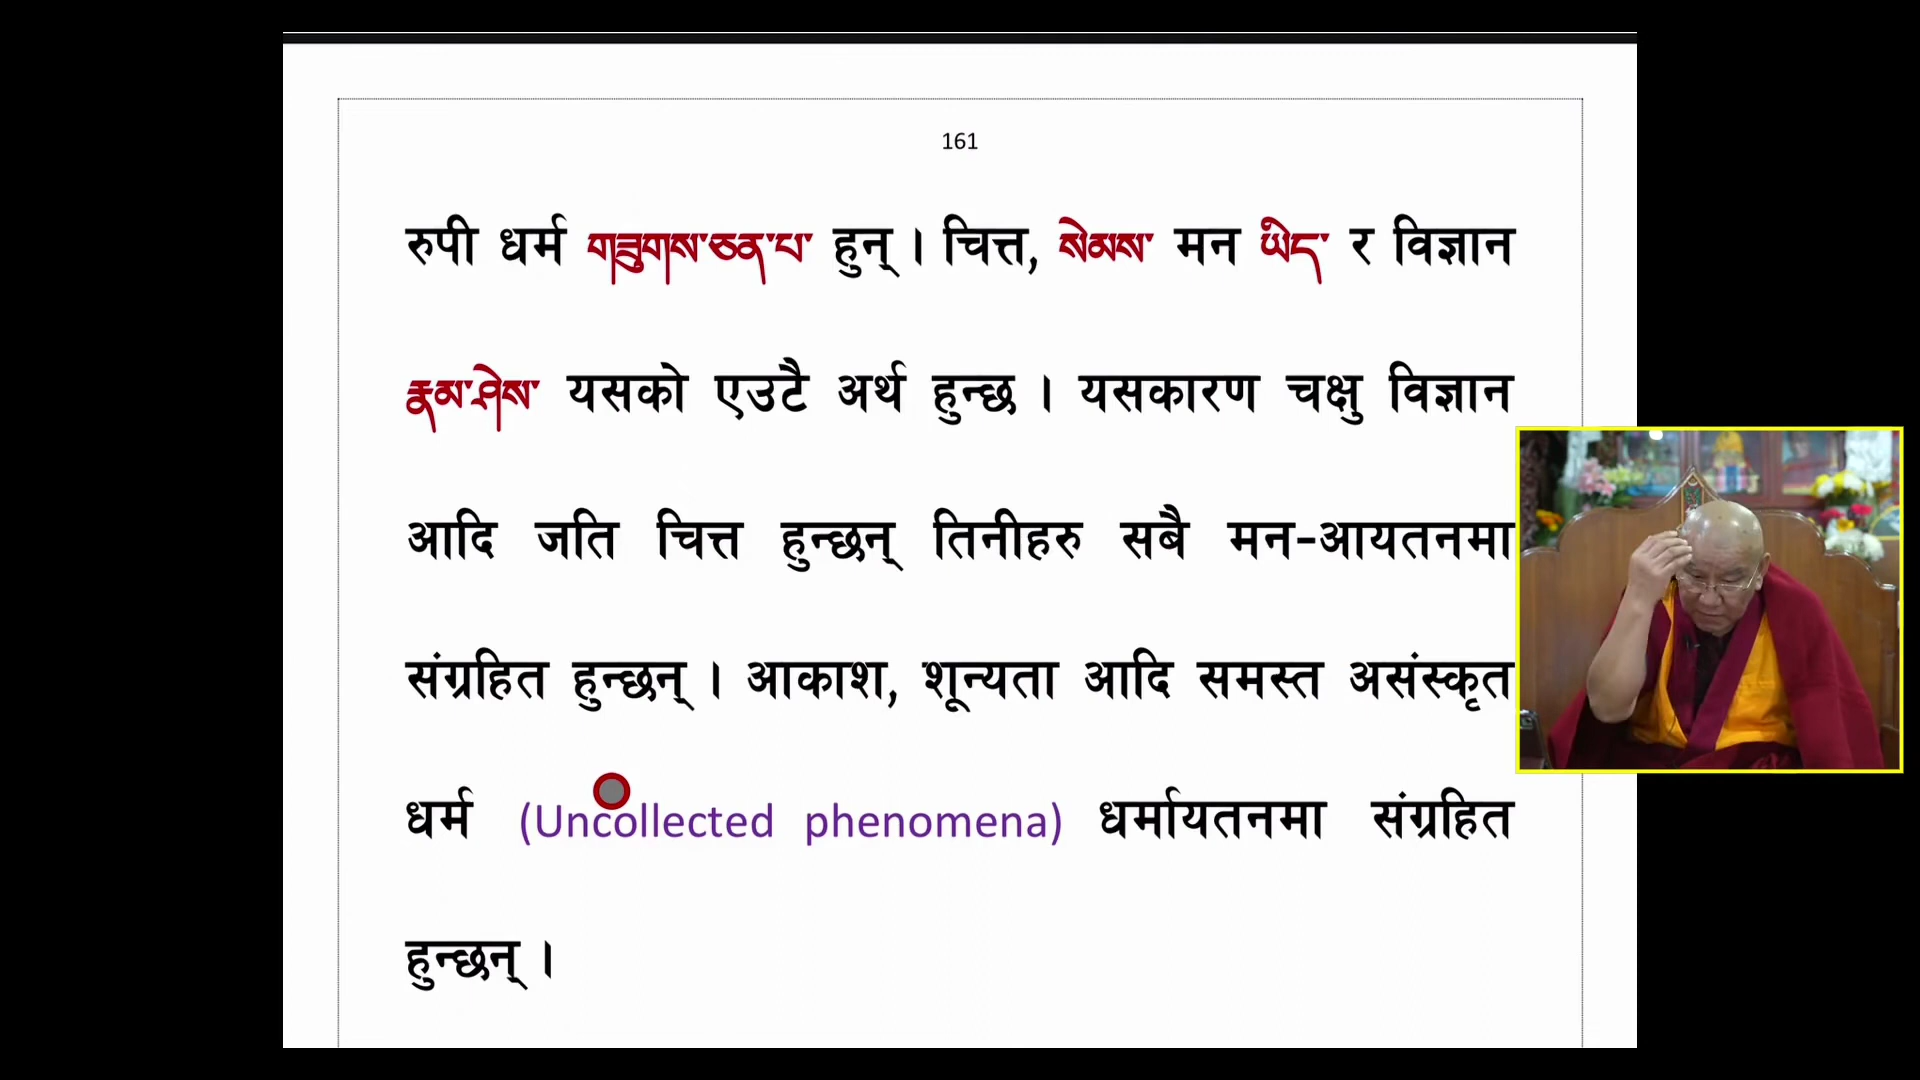 161
रुपी धर्म གཟུགས་ཅན་པ་ हुन् । चित्त, སེམས་ मन ཡིད་ र विज्ञान
རྣམ་ཤེས་ यसको एउटै अर्थ हुन्छ । यसकारण चक्षु विज्ञान
आदि जति चित्त हुन्छन् तिनीहरु सबै मन-आयतनमा
संग्रहित हुन्छन् । आकाश, शून्यता आदि समस्त असंस्कृत
धर्म (Uncollected phenomena) धर्मायतनमा संग्रहित
हुन्छन् ।